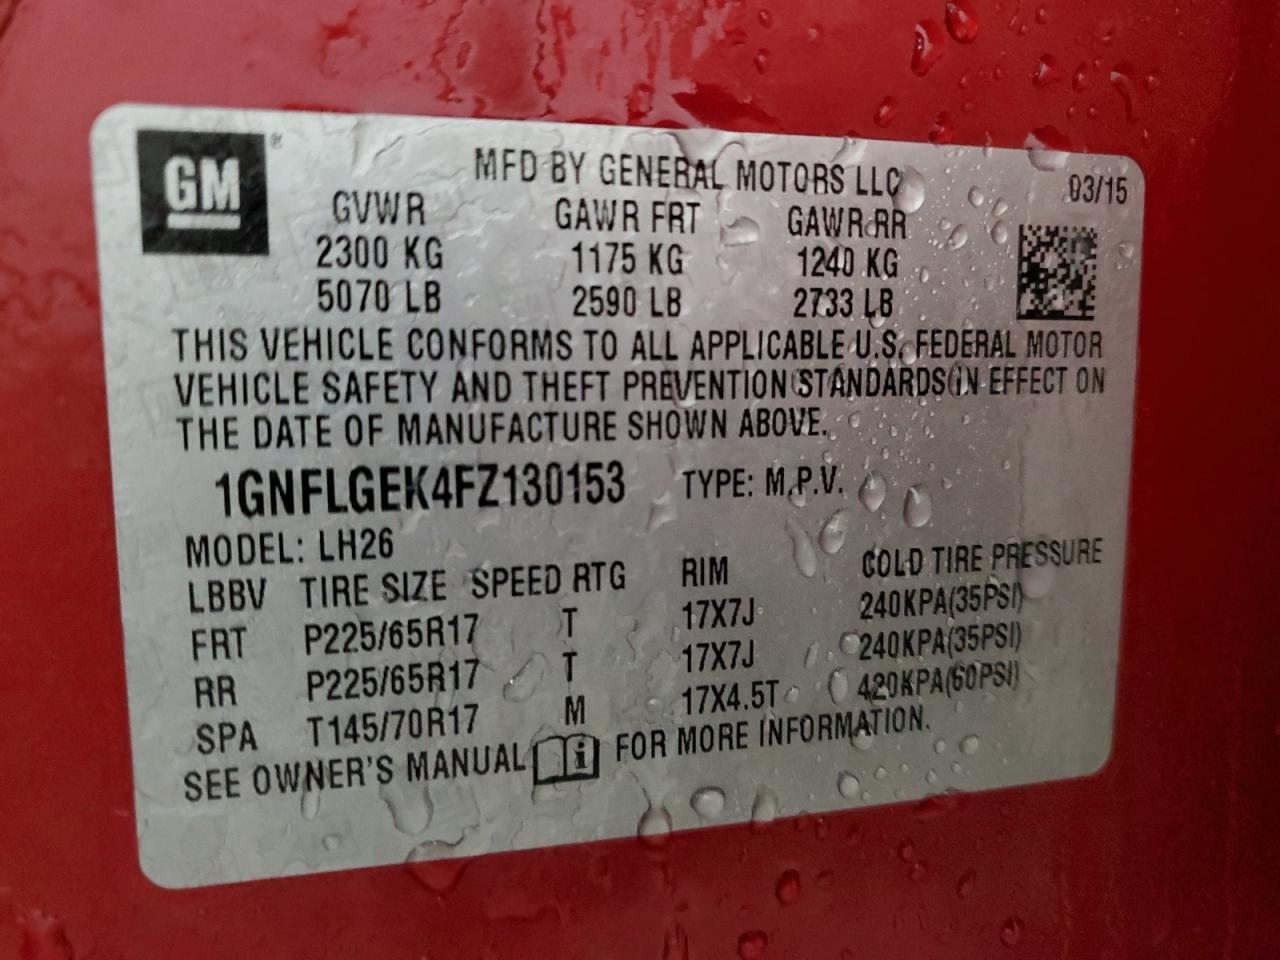 GM ®
MFD BY GENERAL MOTORS LLC 03/15
GVWR GAWR FRT GAWR RR
2300 KG 1175 KG 1240 KG
5070 LB 2590 LB 2733 LB
THIS VEHICLE CONFORMS TO ALL APPLICABLE U.S. FEDERAL MOTOR
VEHICLE SAFETY AND THEFT PREVENTION STANDARDS IN EFFECT ON
THE DATE OF MANUFACTURE SHOWN ABOVE.
1GNFLGEK4FZ130153 TYPE: M.P.V.
MODEL: LH26
LBBV TIRE SIZE SPEED RTG RIM COLD TIRE PRESSURE
FRT P225/65R17 T 17X7J 240KPA(35PSI)
RR P225/65R17 T 17X7J 240KPA(35PSI)
SPA T145/70R17 M 17X4.5T 420KPA(60PSI)
SEE OWNER'S MANUAL i FOR MORE INFORMATION.